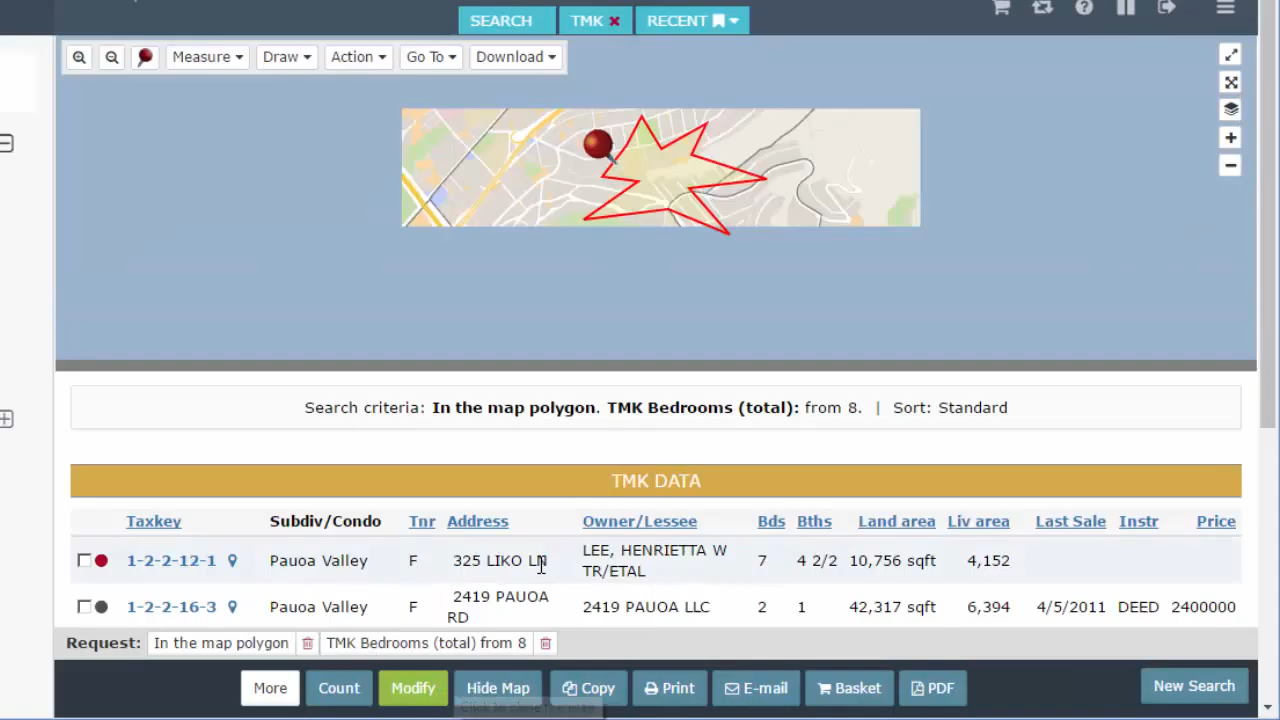 SEARCH TMK RECENT
Measure Draw Action Go To Download
Search criteria: In the map polygon. TMK Bedrooms (total): from 8. | Sort: Standard
TMK DATA
Taxkey Subdiv/Condo Tnr Address Owner/Lessee Bds Bths Land area Liv area Last Sale Instr Price
1-2-2-12-1 Pauoa Valley F 325 LIKO LN LEE, HENRIETTA W 7 4 2/2 10,756 sqft 4,152
TR/ETAL
1-2-2-16-3 Pauoa Valley F 2419 PAUOA 2419 PAUOA LLC 2 1 42,317 sqft 6,394 4/5/2011 DEED 2400000
RD
Request: In the map polygon TMK Bedrooms (total) from 8
More Count Modify Hide Map Copy Print E-mail Basket PDF New Search